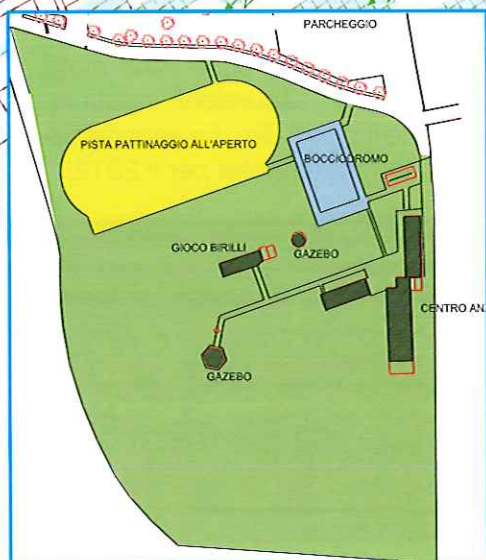 PARCHEGGIO
PISTA PATTINAGGIO ALL'APERTO
BOCCIODROMO
GIOCO BIRILLI
GAZEBO
CENTRO AN
GAZEBO